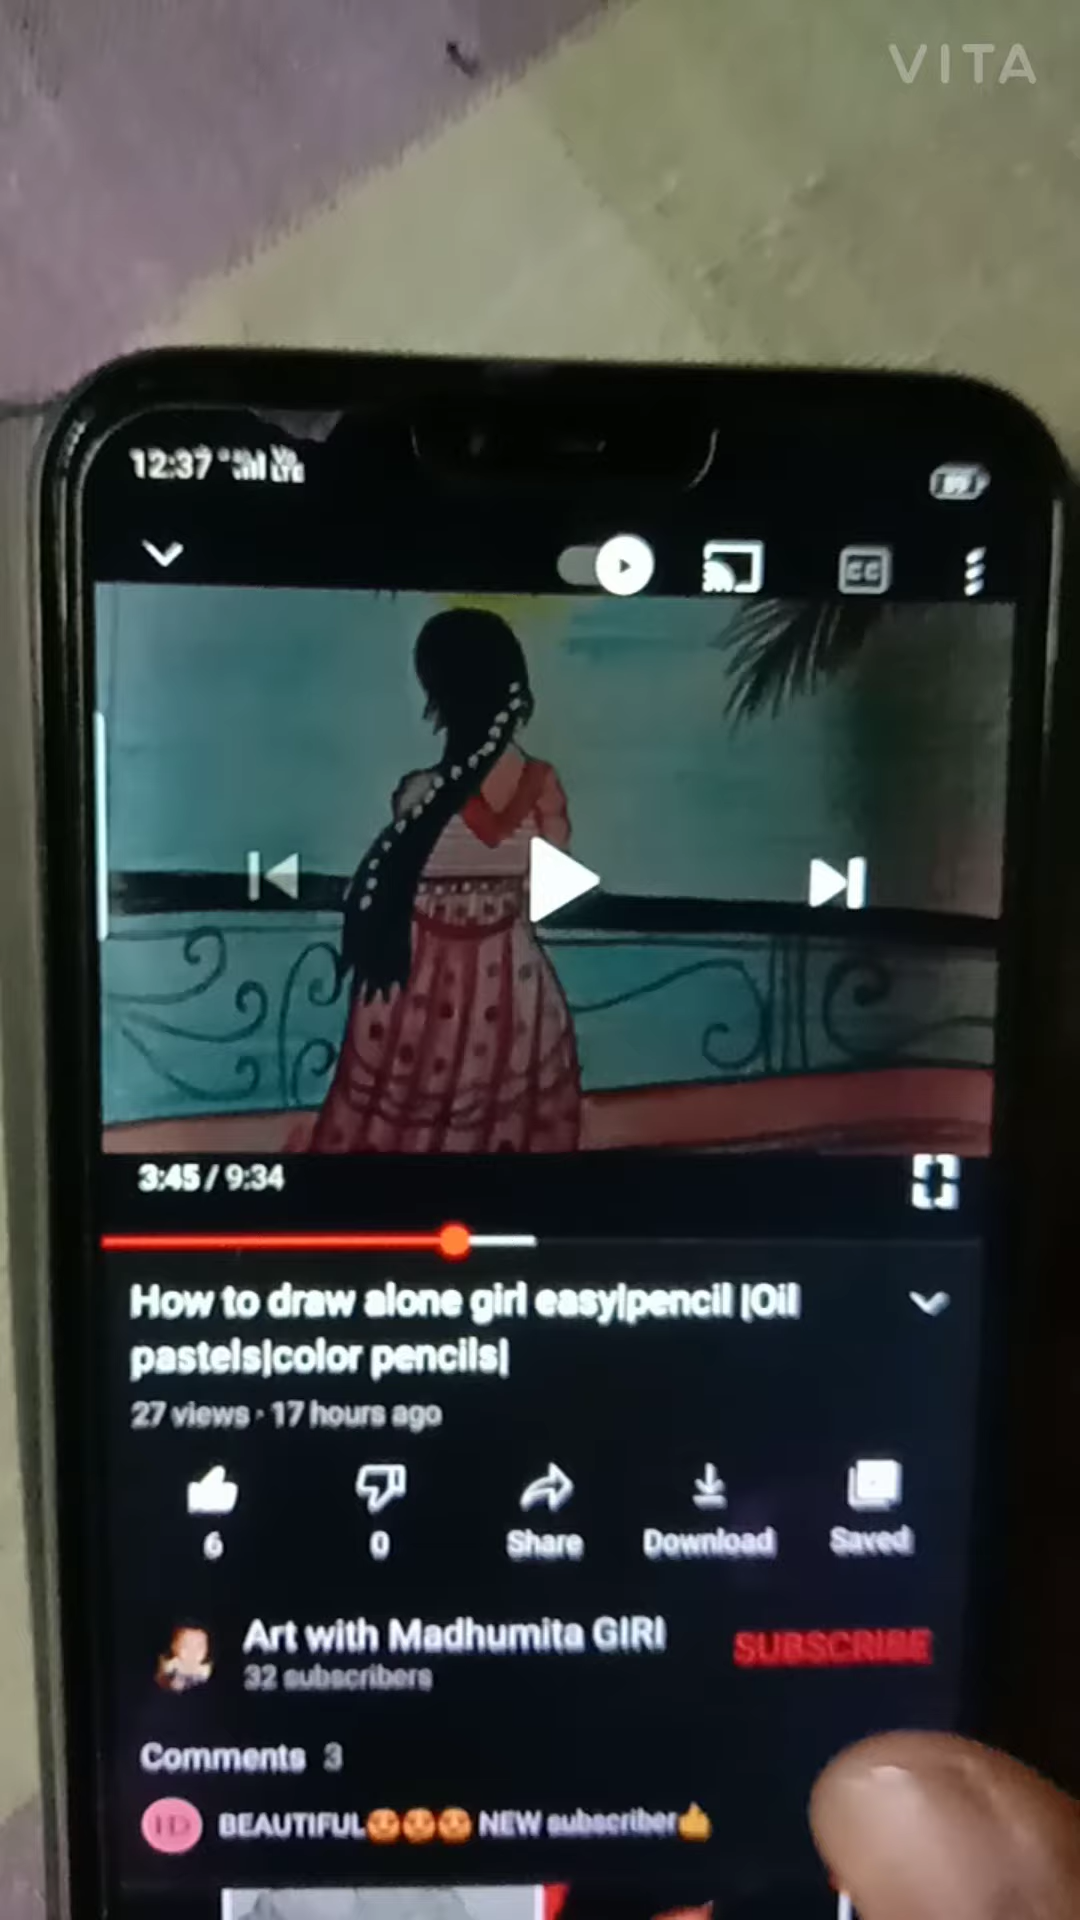 VITA
12:37
CC
3:45 / 9:34
How to draw alone girl easy|pencil |Oil
pastels|color pencils|
27 views · 17 hours ago
6
0
Share
Download
Saved
Art with Madhumita GIRI
32 subscribers
SUBSCRIBE
Comments 3
BEAUTIFUL NEW subscriber